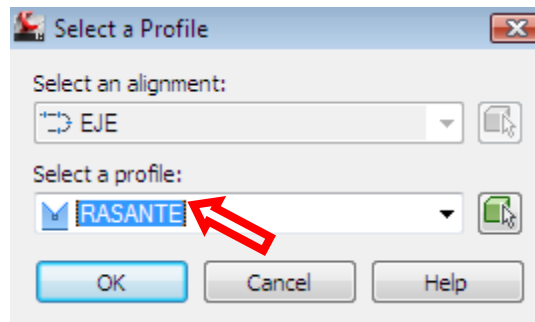 Select a Profile
Select an alignment:
EJE
Select a profile:
RASANTE
OK Cancel Help